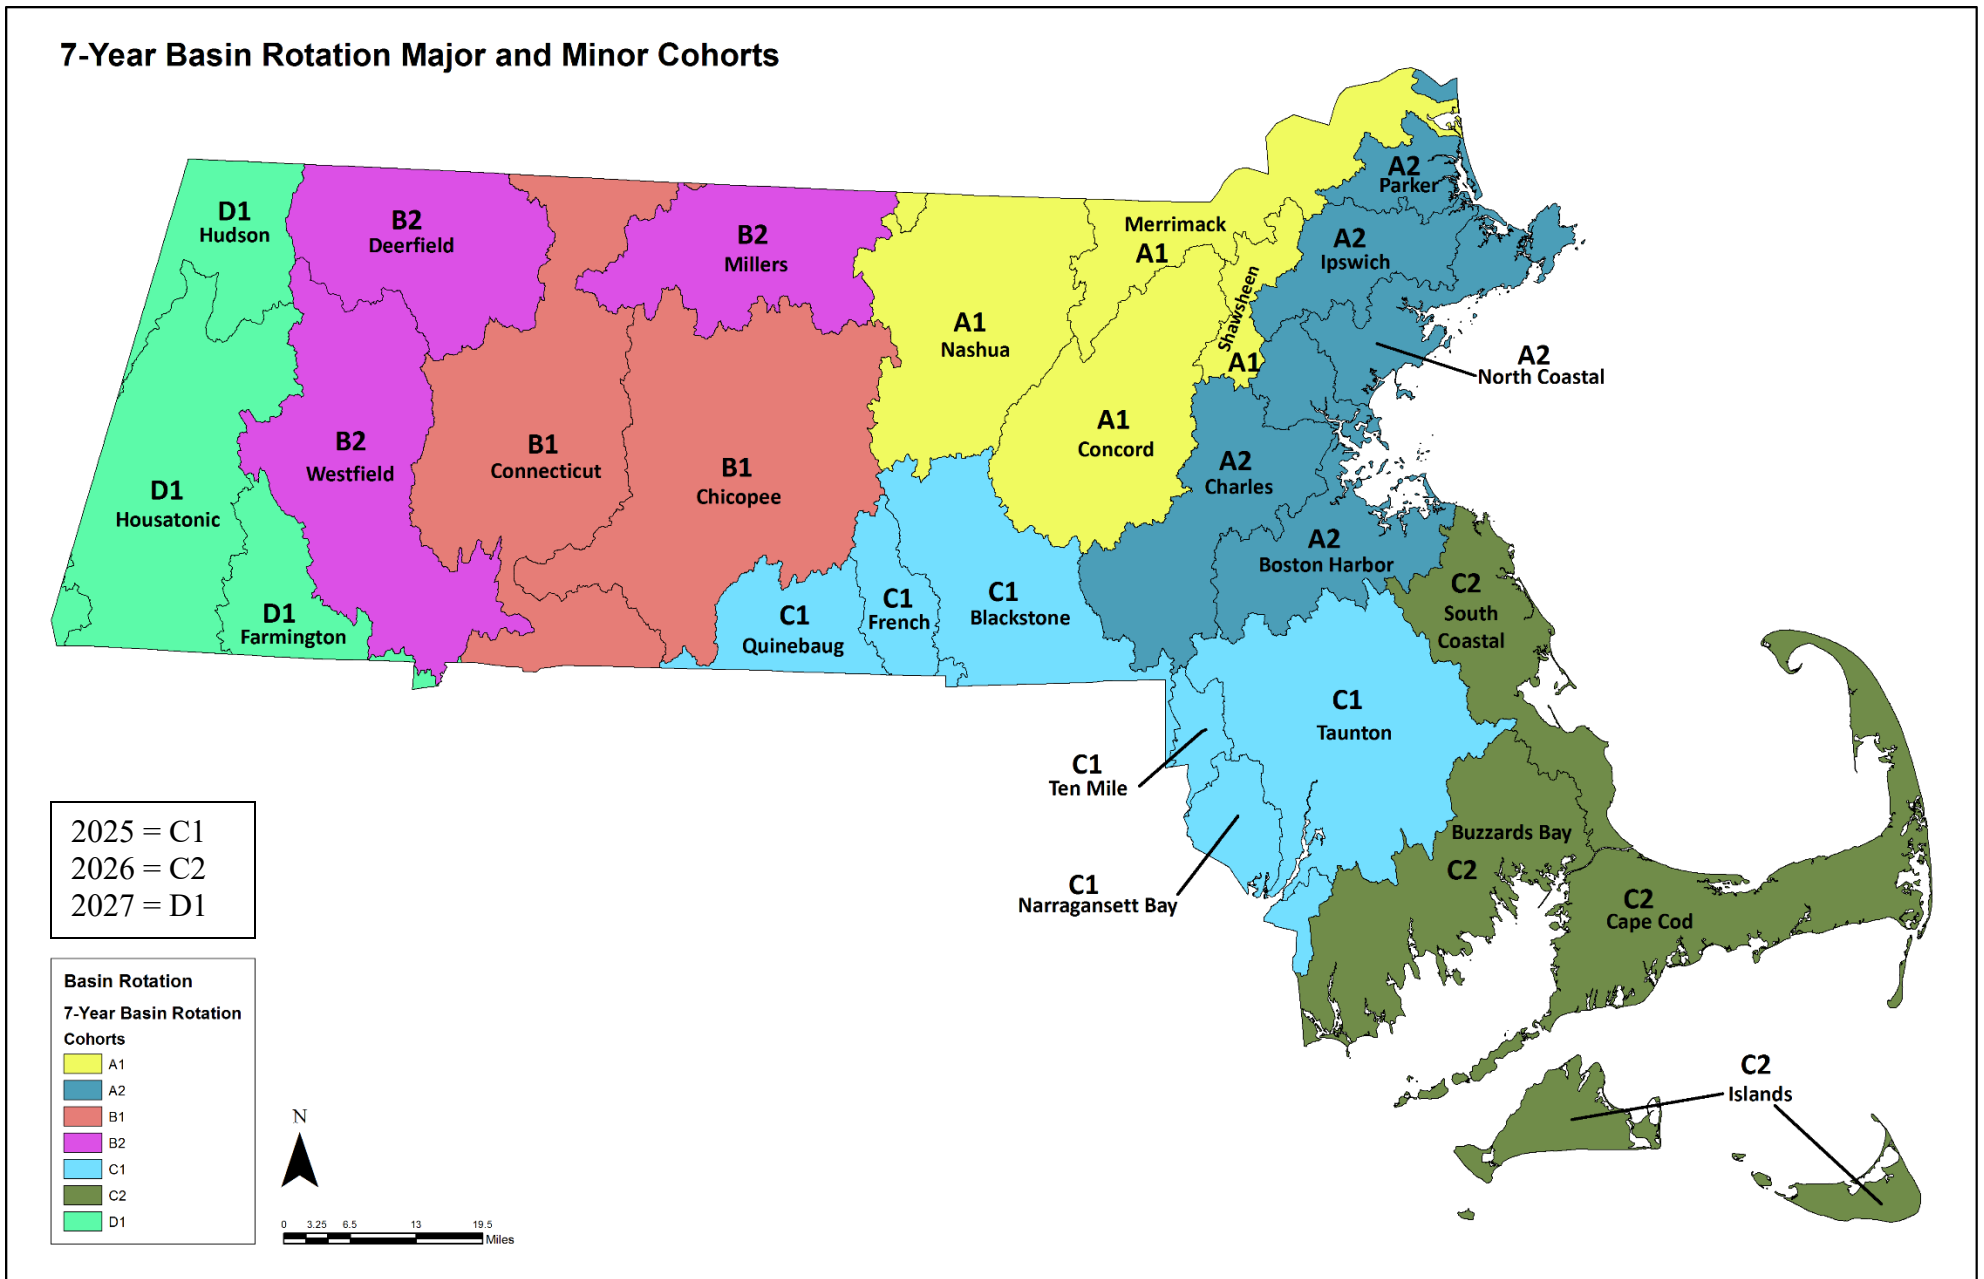 7-Year Basin Rotation Major and Minor Cohorts
D1
Hudson
B2
Deerfield
B2
Millers
Merrimack
A1
A2
Parker
A2
Ipswich
Shawsheen
A1
A1
Nashua
A2
North Coastal
A1
Concord
B2
Westfield
B1
Connecticut
B1
Chicopee
A2
Charles
D1
Housatonic
A2
Boston Harbor
D1
Farmington
C1
Quinebaug
C1
French
C1
Blackstone
C2
South
Coastal
C1
Taunton
C1
Ten Mile
C1
Narragansett Bay
Buzzards Bay
C2
C2
Cape Cod
C2
Islands
2025 = C1
2026 = C2
2027 = D1
Basin Rotation
7-Year Basin Rotation
Cohorts
A1
A2
B1
B2
C1
C2
D1
N
0 3.25 6.5 13 19.5
Miles